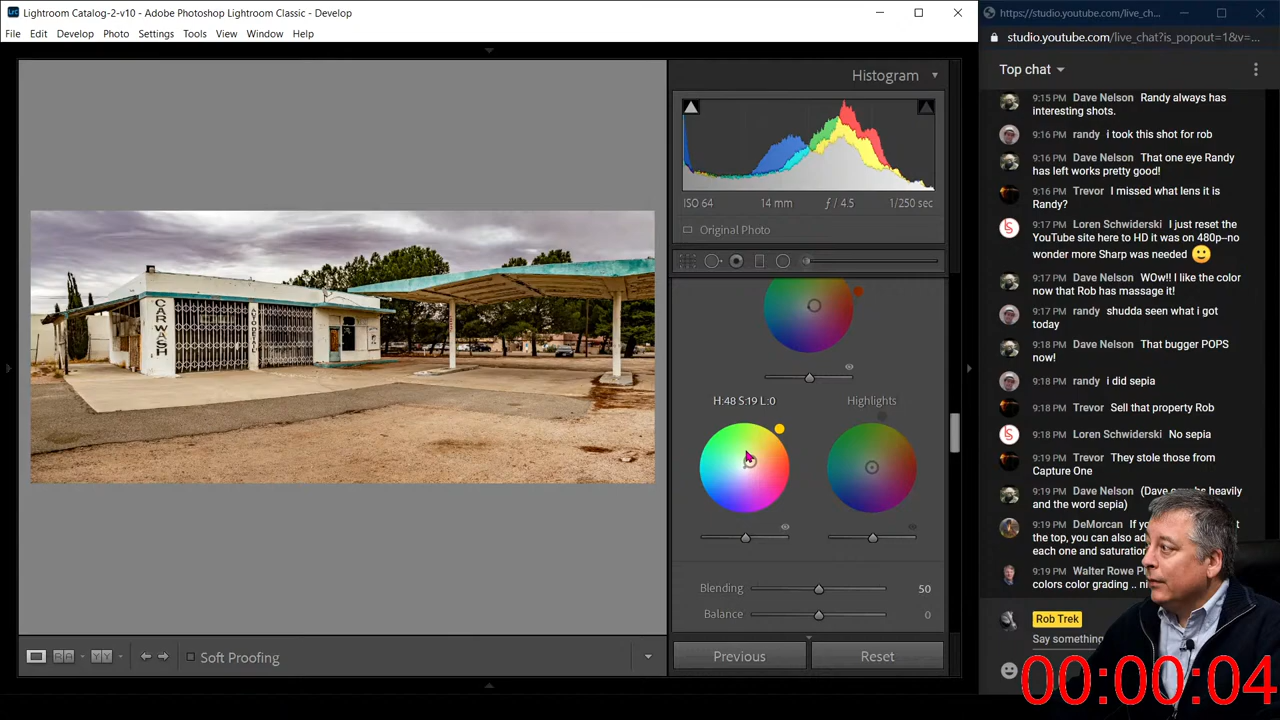 Lightroom Catalog-2-v10 - Adobe Photoshop Lightroom Classic - Develop
File Edit Develop Photo Settings Tools View Window Help
Histogram
ISO 64 14 mm ƒ / 4.5 1/250 sec
Original Photo
CAR WASH
AUTO DETAIL
H:48 S:19 L:0 Highlights
Blending 50
Balance 0
Previous Reset
Soft Proofing
https://studio.youtube.com/live_ch...
studio.youtube.com/live_chat?is_popout=1&v=...
Top chat
9:15 PM Dave Nelson Randy always has
interesting shots.
9:16 PM randy i took this shot for rob
9:16 PM Dave Nelson That one eye Randy
has left works pretty good!
9:16 PM Trevor I missed what lens it is
Randy?
9:17 PM Loren Schwiderski I just reset the
YouTube site here to HD it was on 480p--no
wonder more Sharp was needed
9:17 PM Dave Nelson WOw!! I like the color
now that Rob has massage it!
9:18 PM randy shudda seen what i got
today
9:18 PM Dave Nelson That bugger POPS
now!
9:18 PM randy i did sepia
9:18 PM Trevor Sell that property Rob
9:18 PM Loren Schwiderski No sepia
9:19 PM Trevor They stole those from
Capture One
9:19 PM Dave Nelson (Dave heavily
and the word sepia)
9:19 PM DeMorcan If
the top, you can also
each one and saturation
9:19 PM Walter Rowe
colors color grading ..
Rob Trek
Say something
00:00:04